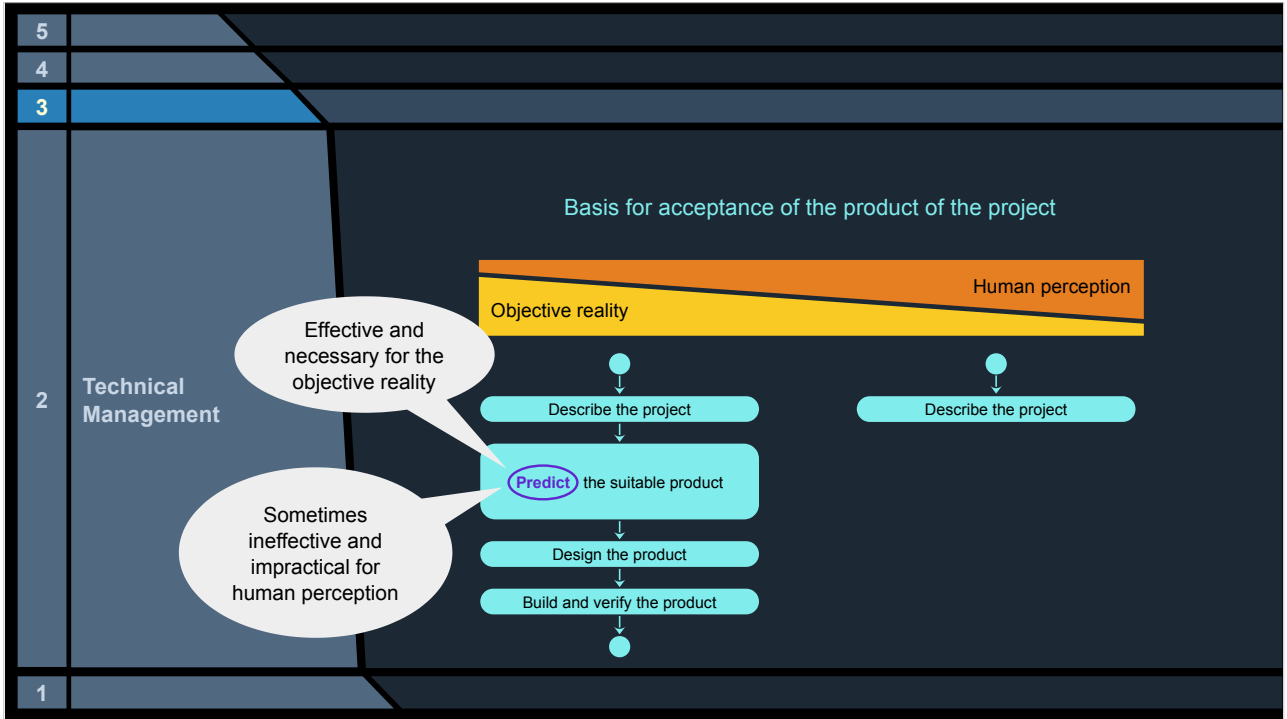 5
4
3
2
Technical
Management
1
Basis for acceptance of the product of the project
Human perception
Objective reality
Effective and
necessary for the
objective reality
Sometimes
ineffective and
impractical for
human perception
Describe the project
Predict the suitable product
Design the product
Build and verify the product
Describe the project